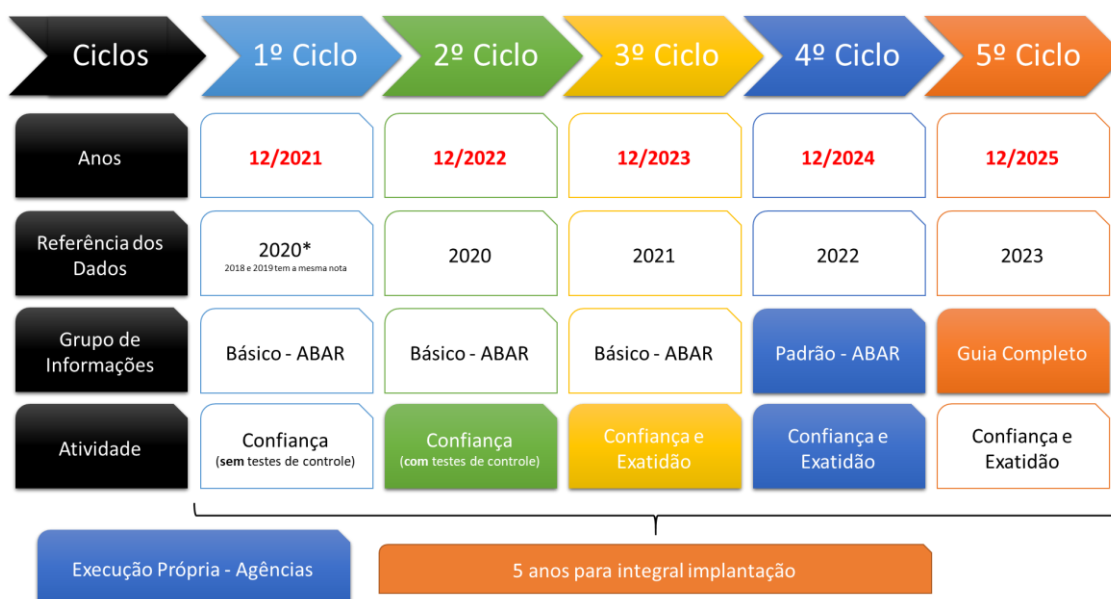 Ciclos
1º Ciclo
2º Ciclo
3º Ciclo
4º Ciclo
5º Ciclo
Anos
12/2021
12/2022
12/2023
12/2024
12/2025
Referência dos
Dados
2020*
2018 e 2019 tem a mesma nota
2020
2021
2022
2023
Grupo de
Informações
Básico - ABAR
Básico - ABAR
Básico - ABAR
Padrão - ABAR
Guia Completo
Atividade
Confiança
(sem testes de controle)
Confiança
(com testes de controle)
Confiança e
Exatidão
Confiança e
Exatidão
Confiança e
Exatidão
Execução Própria - Agências
5 anos para integral implantação